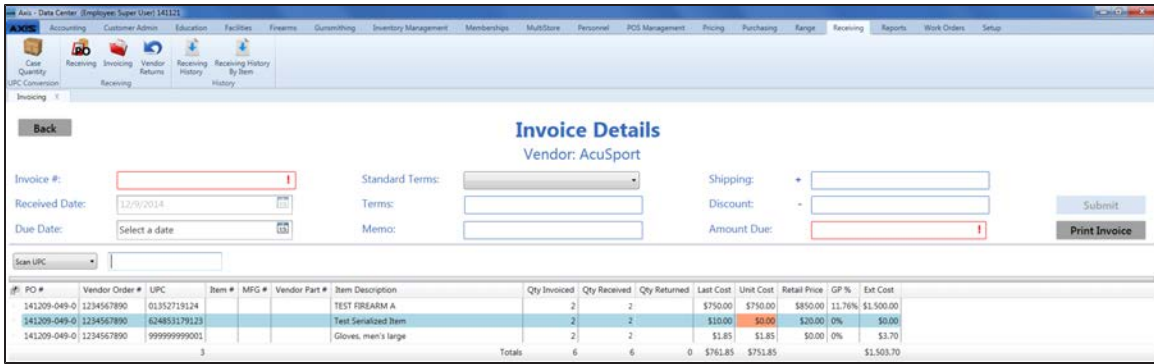 Axis - Data Center (Employee: Super User) 141121
AXIS Accounting Customer Admin Education Facilities Firearms Gunsmithing Inventory Management Memberships MultiStore Personnel POS Management Pricing Purchasing Range Receiving Reports Work Orders Setup
Case Quantity
Receiving
Invoicing
Vendor Returns
Receiving History
Receiving History By Item
UPC Conversion Receiving History
Invoicing X
Back
Invoice Details
Vendor: AcuSport
Invoice #: ! Standard Terms: Shipping: +
Received Date: 12/9/2014 15 Terms: Discount: - Submit
Due Date: Select a date 15 Memo: Amount Due: ! Print Invoice
Scan UPC
PO # Vendor Order # UPC Item # MFG # Vendor Part # Item Description Qty Invoiced Qty Received Qty Returned Last Cost Unit Cost Retail Price GP % Ext Cost
141209-049-0 1234567890 01352719124 TEST FIREARM A 2 2 $750.00 $750.00 $850.00 11.76% $1,500.00
141209-049-0 1234567890 624853179123 Test Serialized Item 2 2 $10.00 $0.00 $20.00 0% $0.00
141209-049-0 1234567890 999999999001 Gloves, men's large 2 2 $1.85 $1.85 $0.00 0% $3.70
3 Totals 6 6 0 $761.85 $751.85 $1,503.70